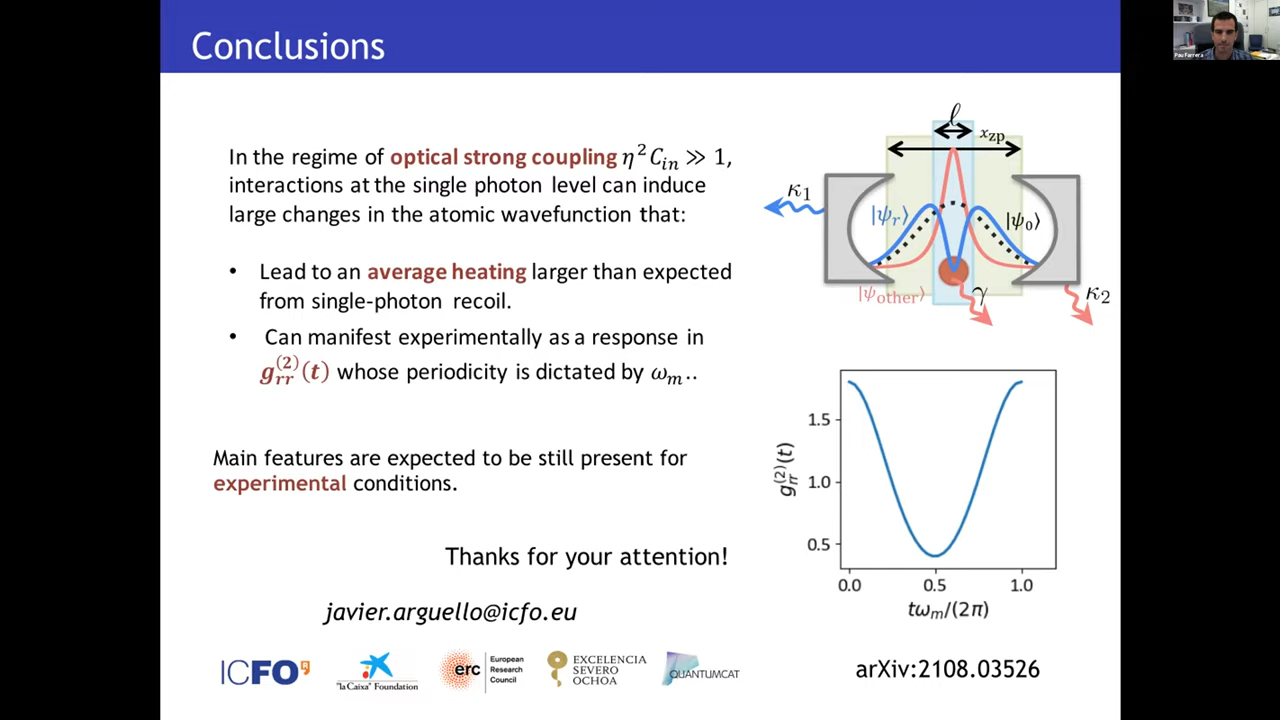 Conclusions
Pau Farrera
In the regime of optical strong coupling η²C_in ≫ 1,
interactions at the single photon level can induce
large changes in the atomic wavefunction that:
• Lead to an average heating larger than expected
from single-photon recoil.
• Can manifest experimentally as a response in
g_rr^(2)(t) whose periodicity is dictated by ω_m..
Main features are expected to be still present for
experimental conditions.
Thanks for your attention!
javier.arguello@icfo.eu
ℓ
x_zp
κ₁
|ψ_r⟩
|ψ₀⟩
|ψ_other⟩
γ
κ₂
1.5
1.0
0.5
g_rr^(2)(t)
0.0 0.5 1.0
tω_m/(2π)
ICFO R
"la Caixa" Foundation
erc
European
Research
Council
EXCELENCIA
SEVERO
OCHOA
QUANTUMCAT
arXiv:2108.03526